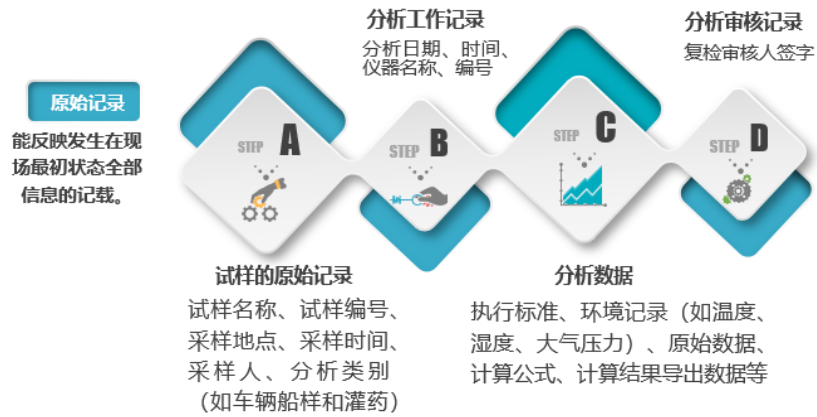 原始记录
能反映发生在现
场最初状态全部
信息的记载。
STEP A
试样的原始记录
试样名称、试样编号、
采样地点、采样时间、
采样人、分析类别
（如车辆船样和灌药）
分析工作记录
分析日期、时间、
仪器名称、编号
STEP B
STEP C
分析数据
执行标准、环境记录（如温度、
湿度、大气压力）、原始数据、
计算公式、计算结果导出数据等
分析审核记录
复检审核人签字
STEP D